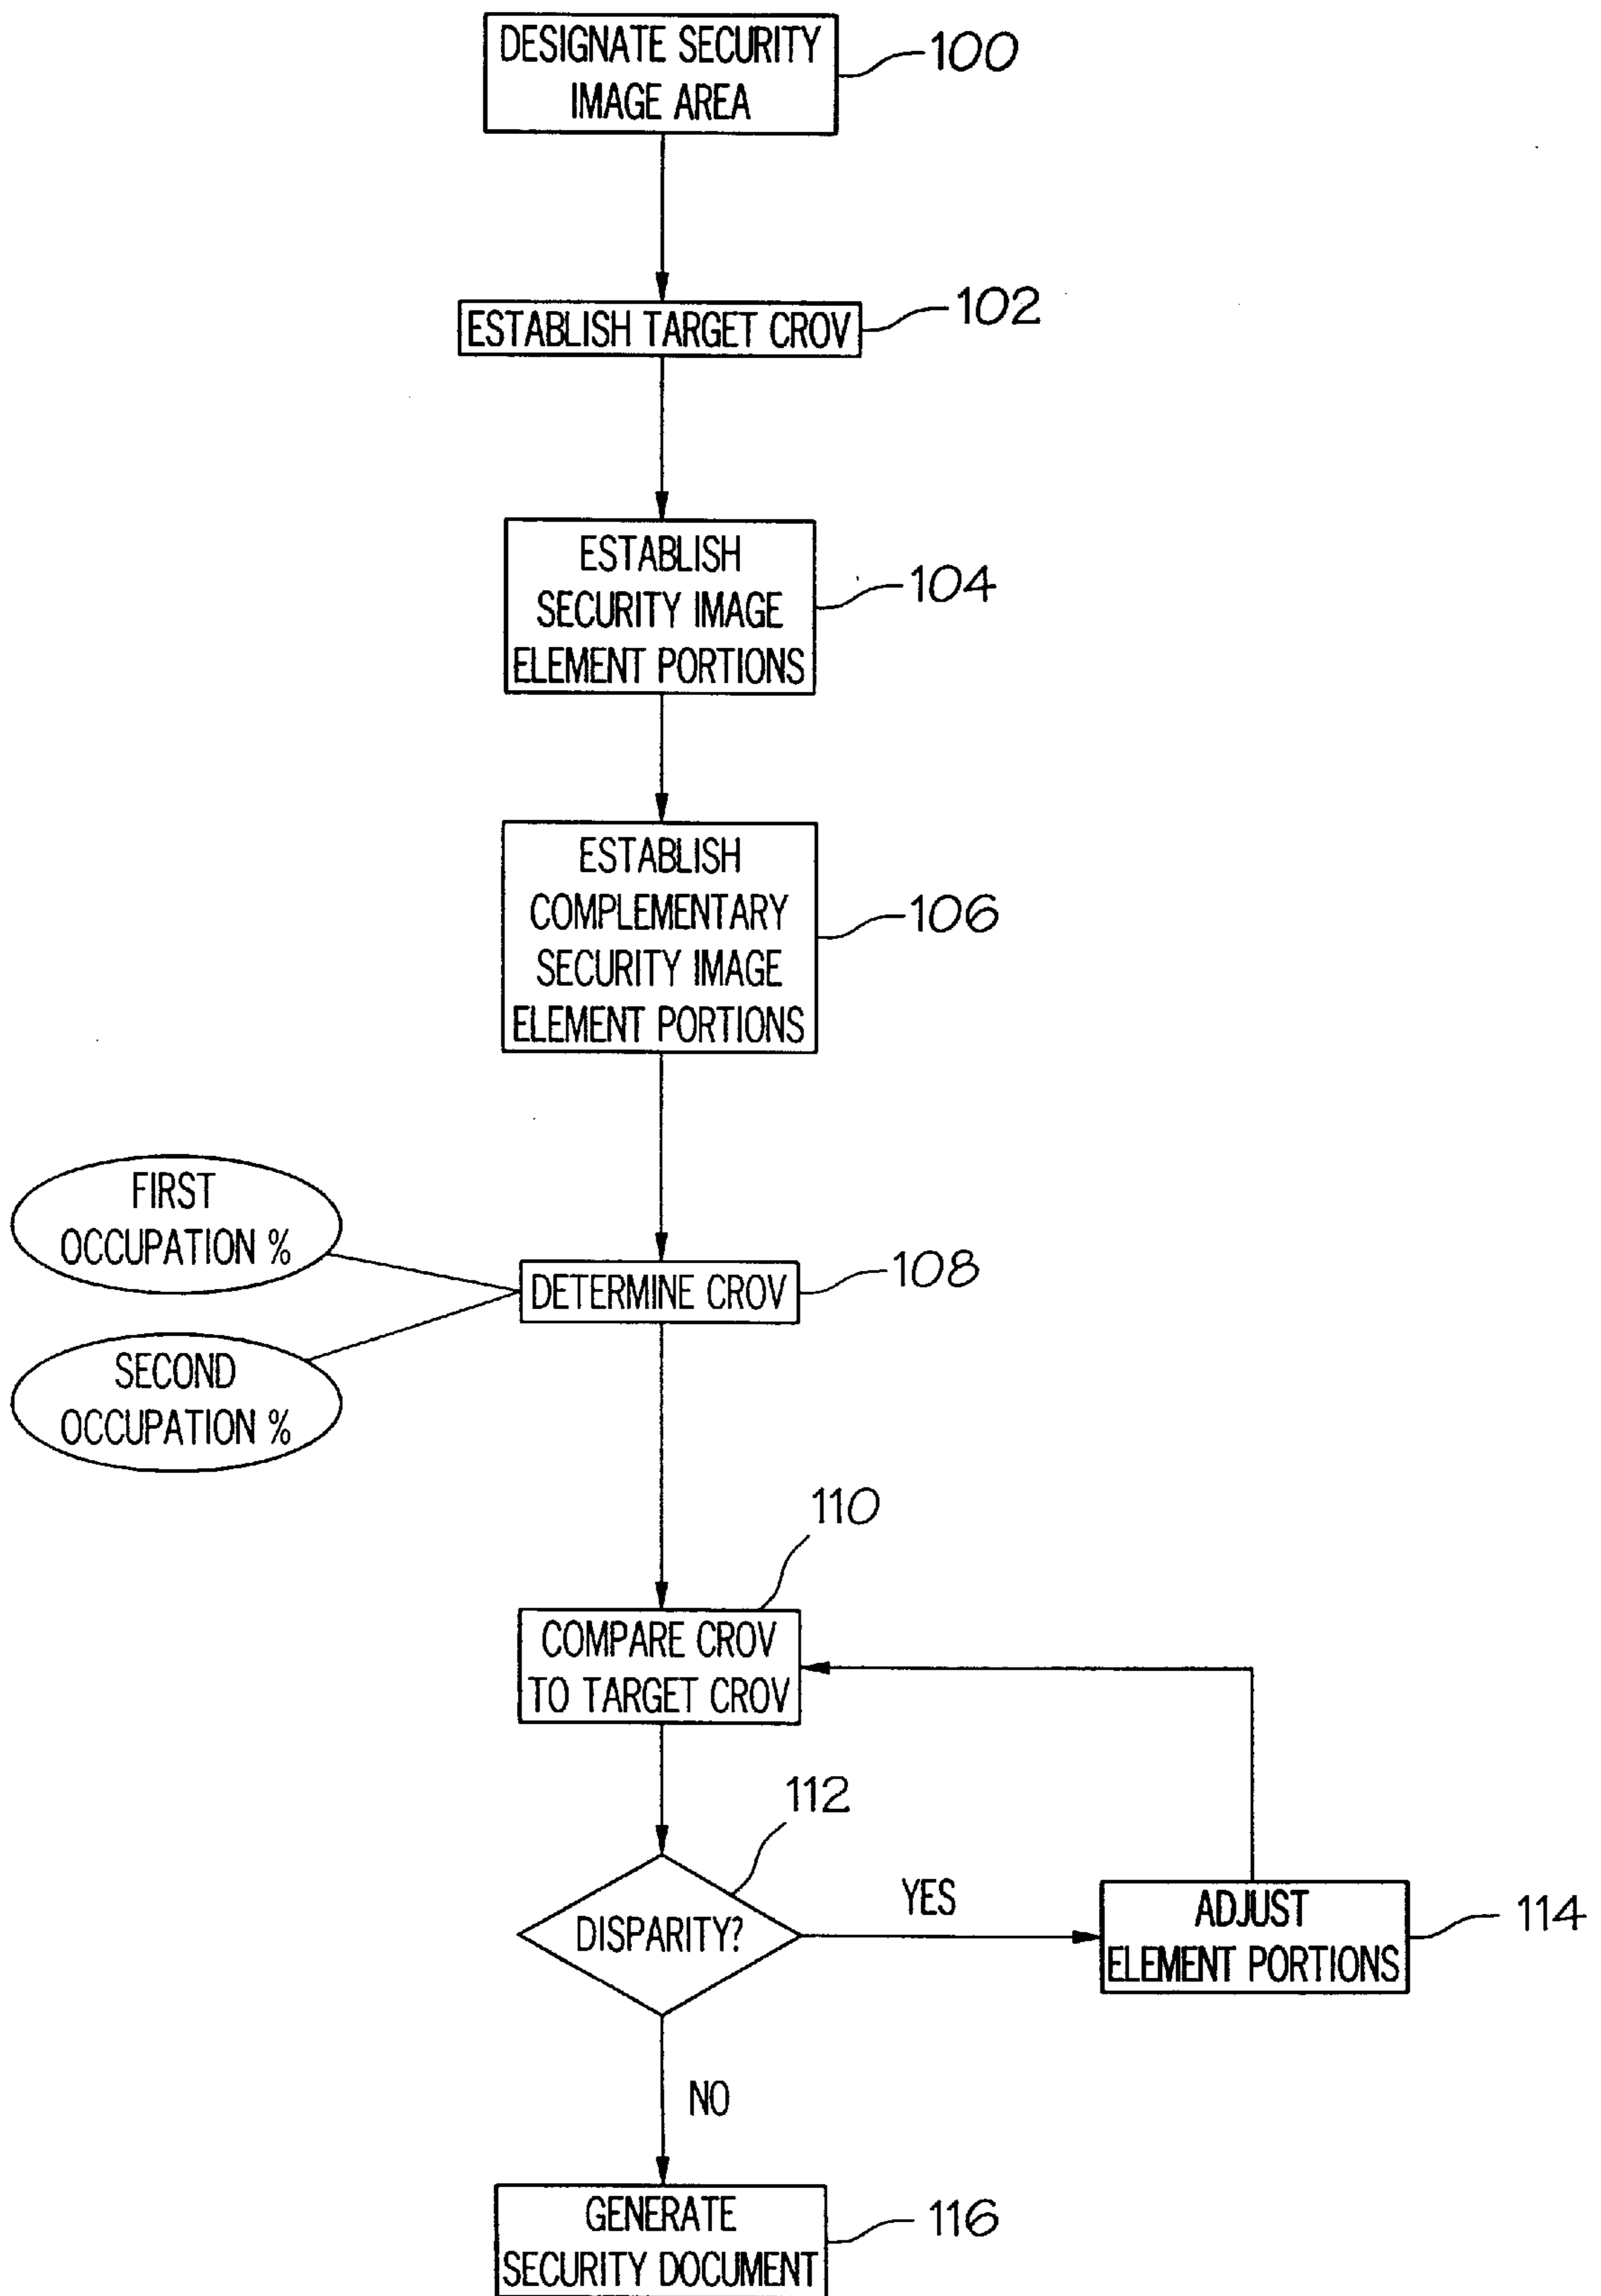 DESIGNATE SECURITY
IMAGE AREA
100
ESTABLISH TARGET CROV
102
ESTABLISH
SECURITY IMAGE
ELEMENT PORTIONS
104
ESTABLISH
COMPLEMENTARY
SECURITY IMAGE
ELEMENT PORTIONS
106
FIRST
OCCUPATION %
SECOND
OCCUPATION %
DETERMINE CROV
108
110
COMPARE CROV
TO TARGET CROV
112
DISPARITY?
YES
ADJUST
ELEMENT PORTIONS
114
NO
GENERATE
SECURITY DOCUMENT
116